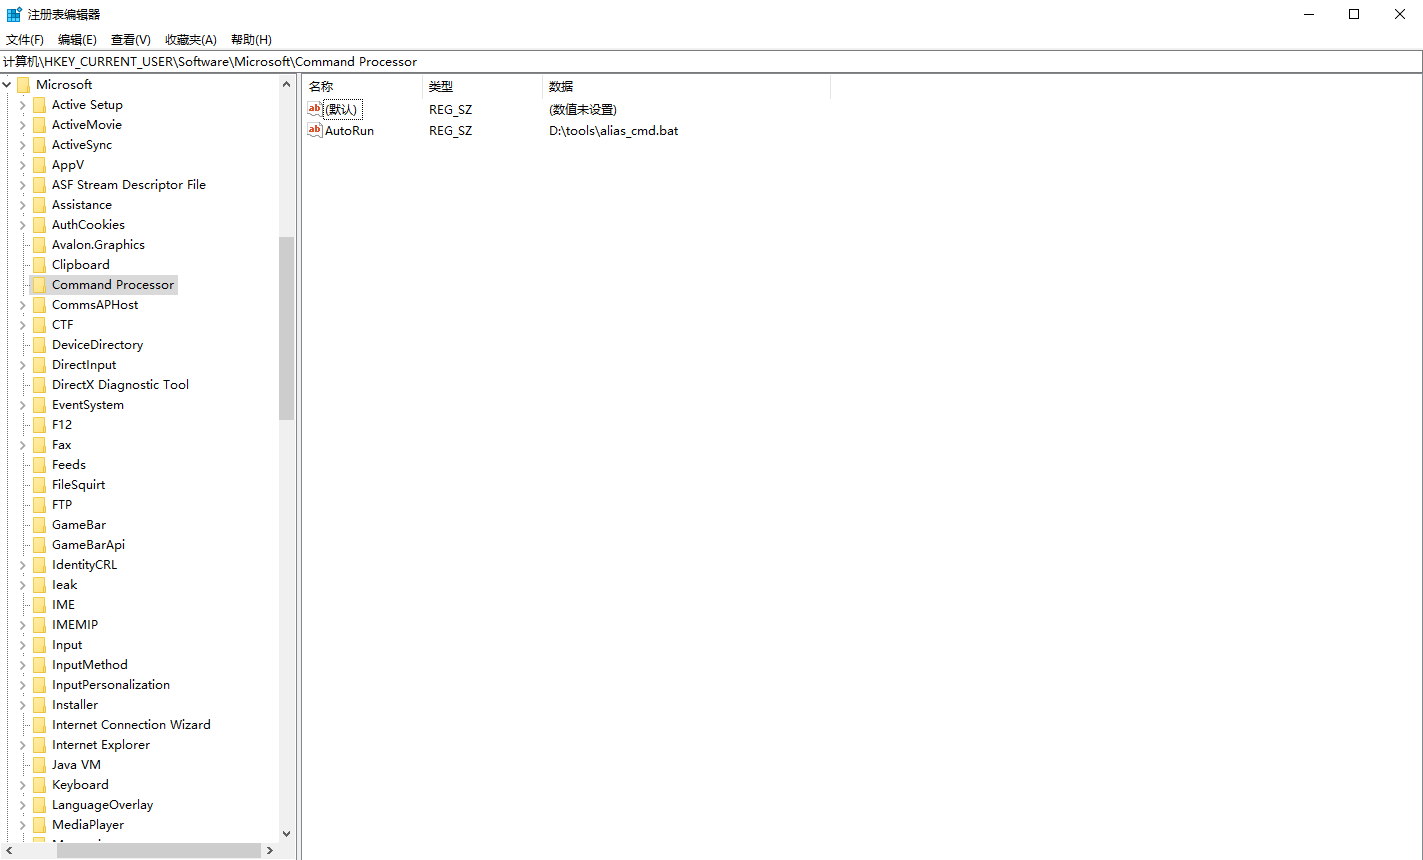 注册表编辑器
文件(F) 编辑(E) 查看(V) 收藏夹(A) 帮助(H)
计算机\HKEY_CURRENT_USER\Software\Microsoft\Command Processor
Microsoft
Active Setup
ActiveMovie
ActiveSync
AppV
ASF Stream Descriptor File
Assistance
AuthCookies
Avalon.Graphics
Clipboard
Command Processor
CommsAPHost
CTF
DeviceDirectory
DirectInput
DirectX Diagnostic Tool
EventSystem
F12
Fax
Feeds
FileSquirt
FTP
GameBar
GameBarApi
IdentityCRL
Ieak
IME
IMEMIP
Input
InputMethod
InputPersonalization
Installer
Internet Connection Wizard
Internet Explorer
Java VM
Keyboard
LanguageOverlay
MediaPlayer
名称 类型 数据
ab (默认) REG_SZ (数值未设置)
ab AutoRun REG_SZ D:\tools\alias_cmd.bat